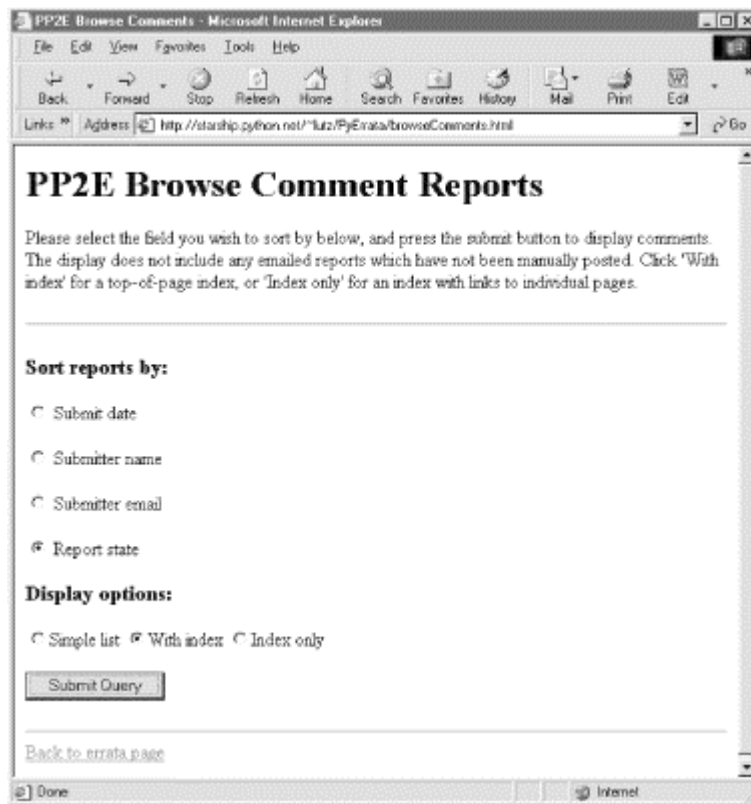 PP2E Browse Comments - Microsoft Internet Explorer
File Edit View Favorites Tools Help
Back Forward Stop Refresh Home Search Favorites History Mail Print Edit
Links » Address http://starship.python.net/~lutz/PyErrata/browseComments.html Go
PP2E Browse Comment Reports
Please select the field you wish to sort by below, and press the submit button to display comments.
The display does not include any emailed reports which have not been manually posted. Click 'With
index' for a top-of-page index, or 'Index only' for an index with links to individual pages.
Sort reports by:
Submit date
Submitter name
Submitter email
Report state
Display options:
Simple list With index Index only
Submit Query
Back to errata page
Done Internet